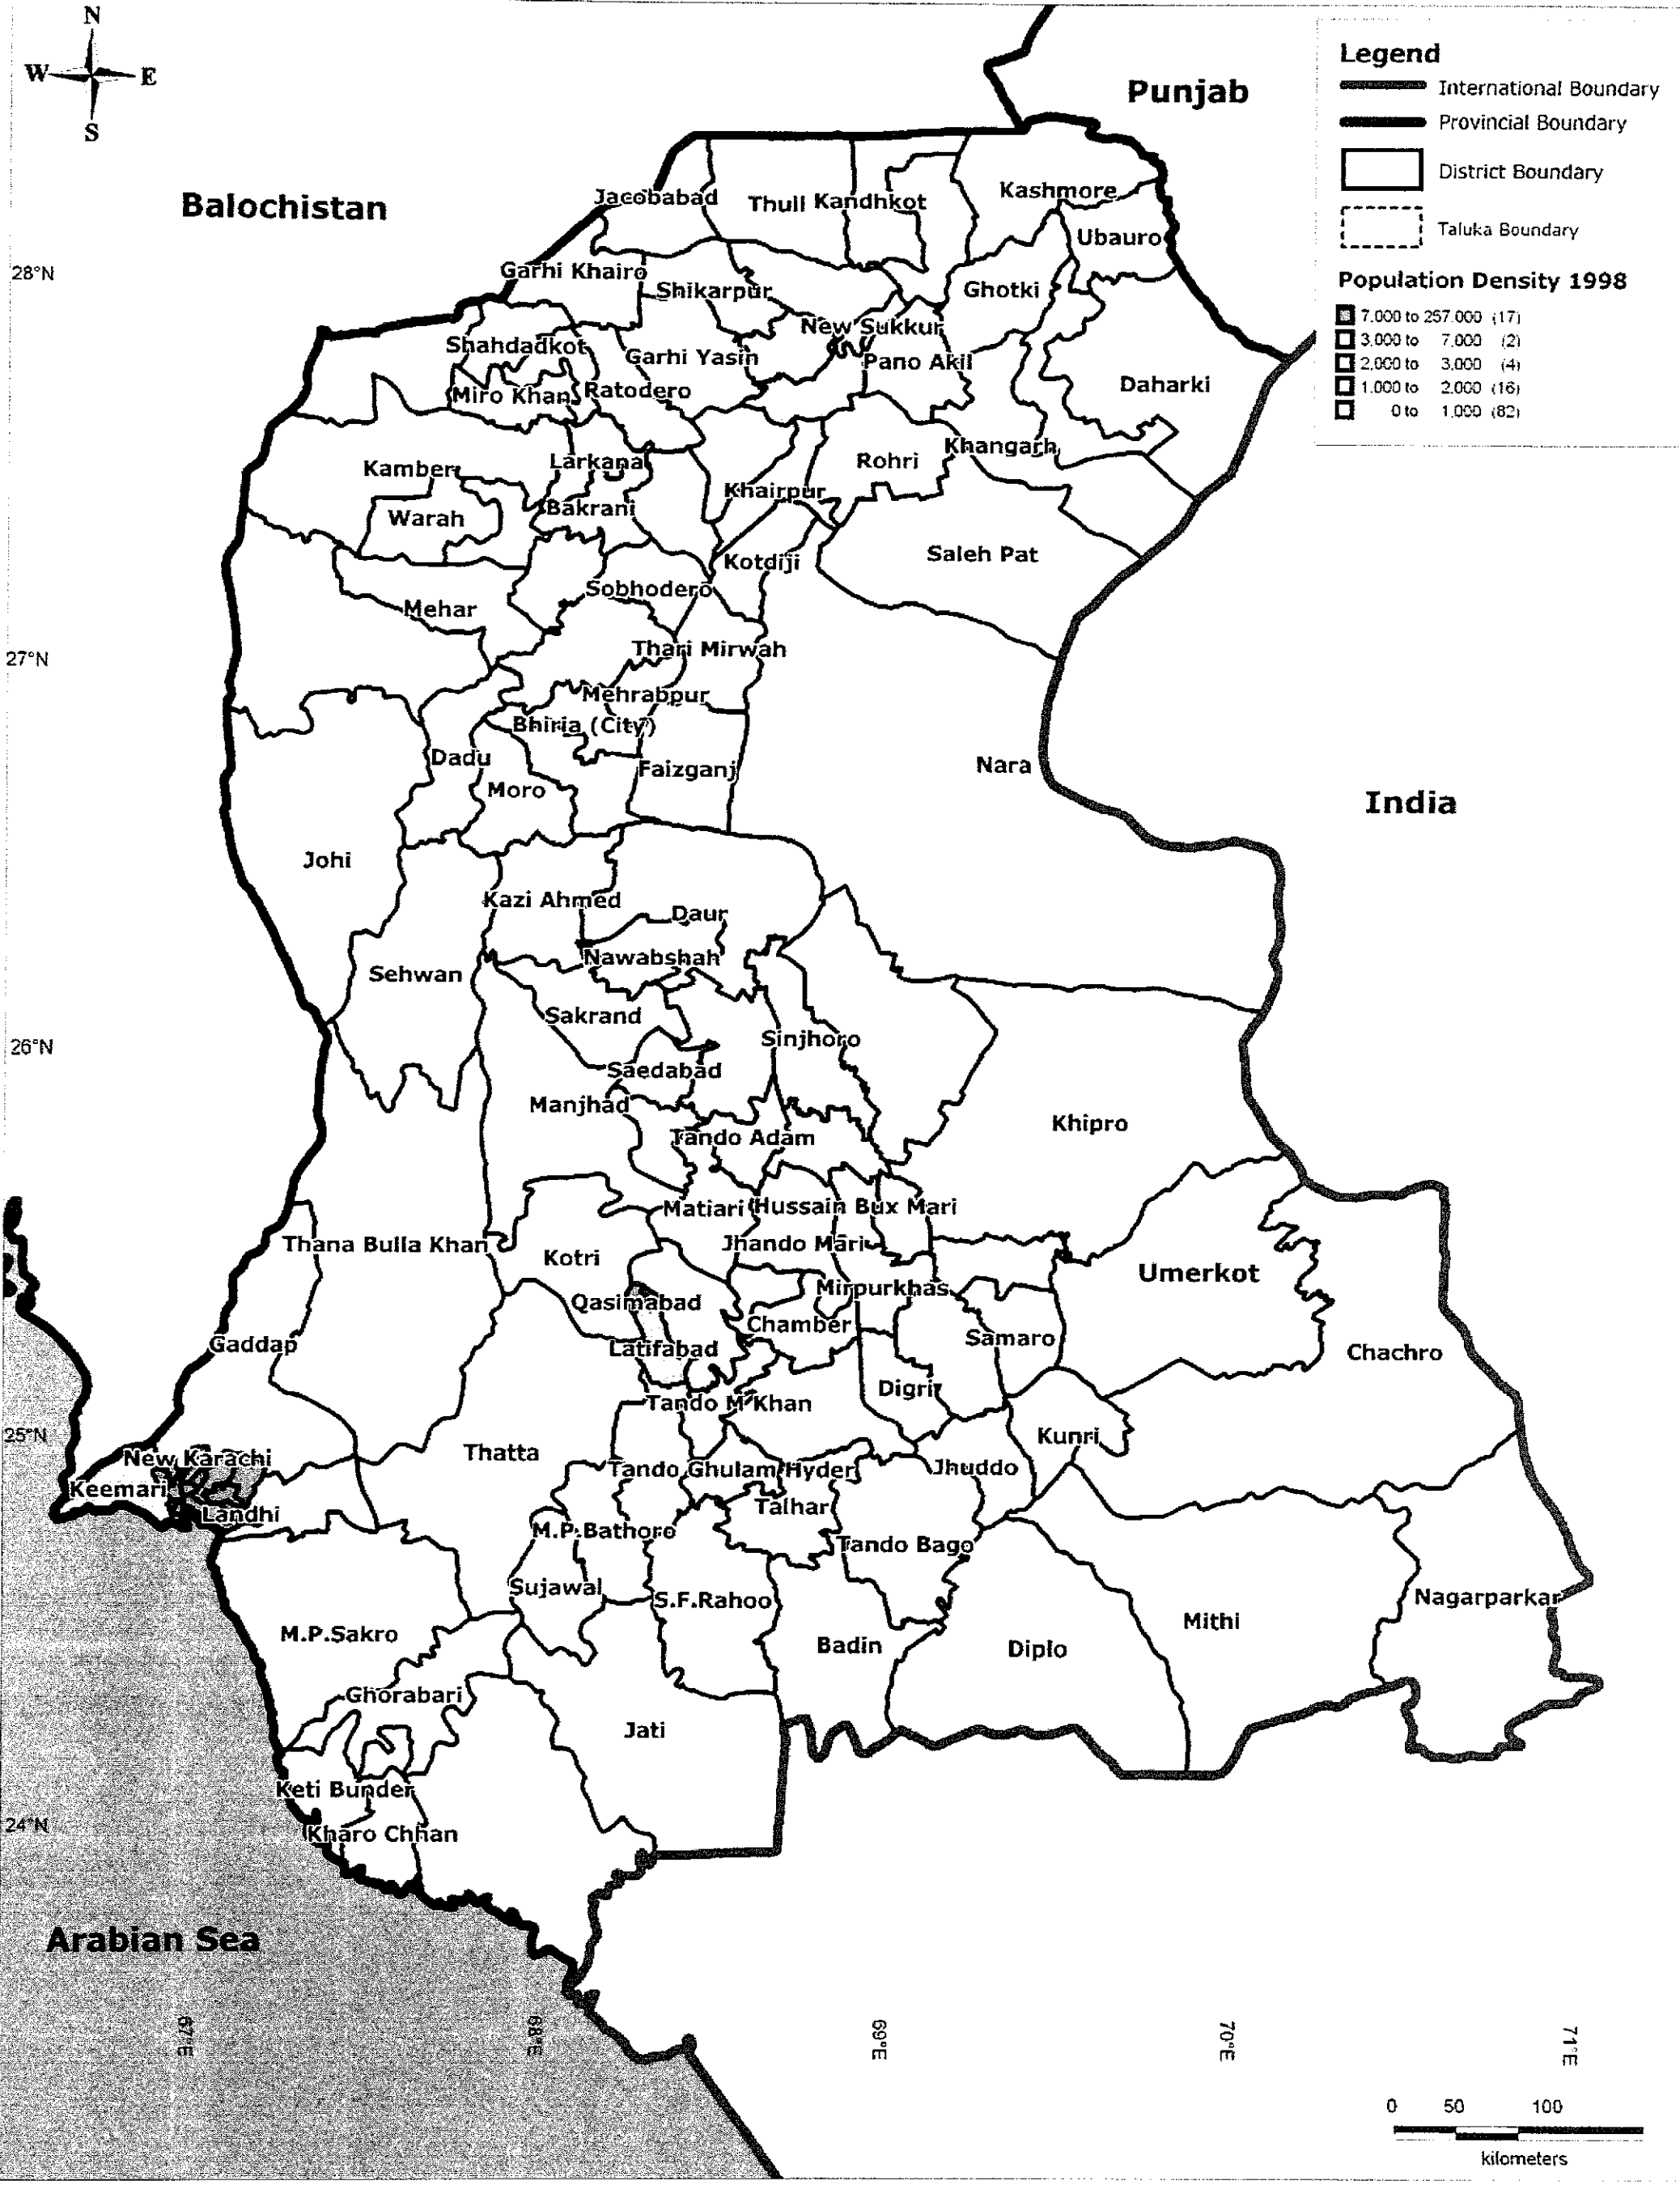 N
W E
S
Punjab
Legend
International Boundary
Provincial Boundary
District Boundary
Taluka Boundary
Population Density 1998
7.000 to 257.000 (17)
3.000 to 7.000 (2)
2.000 to 3.000 (4)
1.000 to 2.000 (16)
0 to 1.000 (82)
Balochistan
Jacobabad
Thull
Kandhkot
Kashmore
Ubauro
28°N
Garhi Khairo
Shikarpur
Ghotki
New Sukkur
Shahdadkot
Garhi Yasin
Pano Akil
Daharki
Miro Khan
Ratodero
Khangarh
Kamber
Larkana
Rohri
Khairpur
Warah
Bakrani
Saleh Pat
Kotdiji
Sobhodero
Mehar
27°N
Thari Mirwah
Mehrabpur
Bhiria (City)
Dadu
Faizganj
Nara
Moro
India
Johi
Kazi Ahmed
Daur
Nawabshah
Sehwan
Sakrand
Sinjhoro
26°N
Saedabad
Manjhad
Khipro
Tando Adam
Matiari
Hussain Bux Mari
Thana Bulla Khan
Kotri
Jhando Mari
Umerkot
Mirpurkhas
Qasimabad
Chamber
Samaro
Gaddap
Latifabad
Chachro
Digri
Tando M Khan
25°N
Kunri
Thatta
New Karachi
Tando Ghulam Hyder
Jhuddo
Keemari
Landhi
Talhar
M.P.Bathoro
Tando Bago
Sujawal
S.F.Rahoo
Nagarparkar
M.P.Sakro
Badin
Diplo
Mithi
Ghorabari
Jati
Keti Bunder
24°N
Kharo Chhan
Arabian Sea
67°E
68°E
69°E
70°E
71°E
0 50 100
kilometers